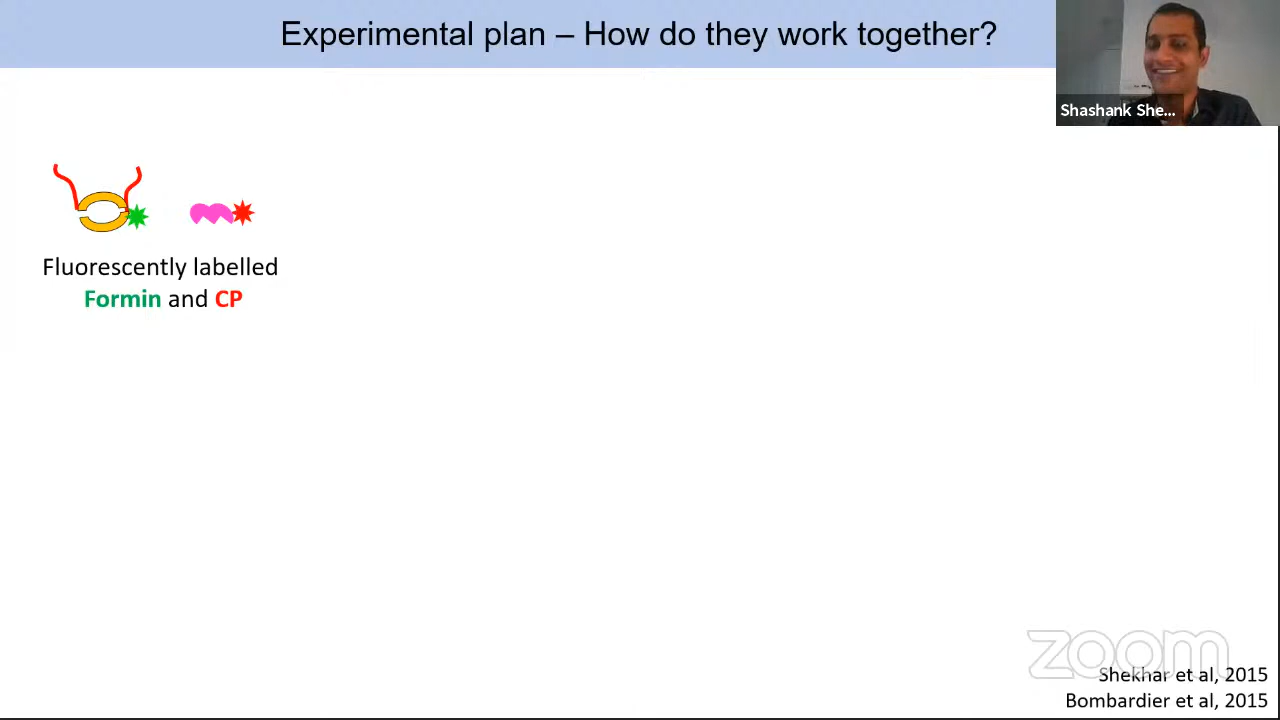 Experimental plan – How do they work together?
Shashank She...
Fluorescently labelled
Formin and CP
zoom
Shekhar et al, 2015
Bombardier et al, 2015